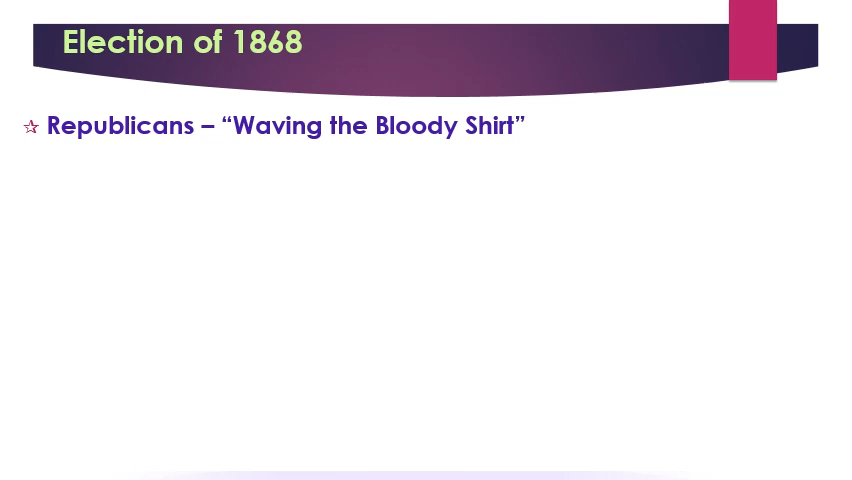 Election of 1868
☆ Republicans – “Waving the Bloody Shirt”